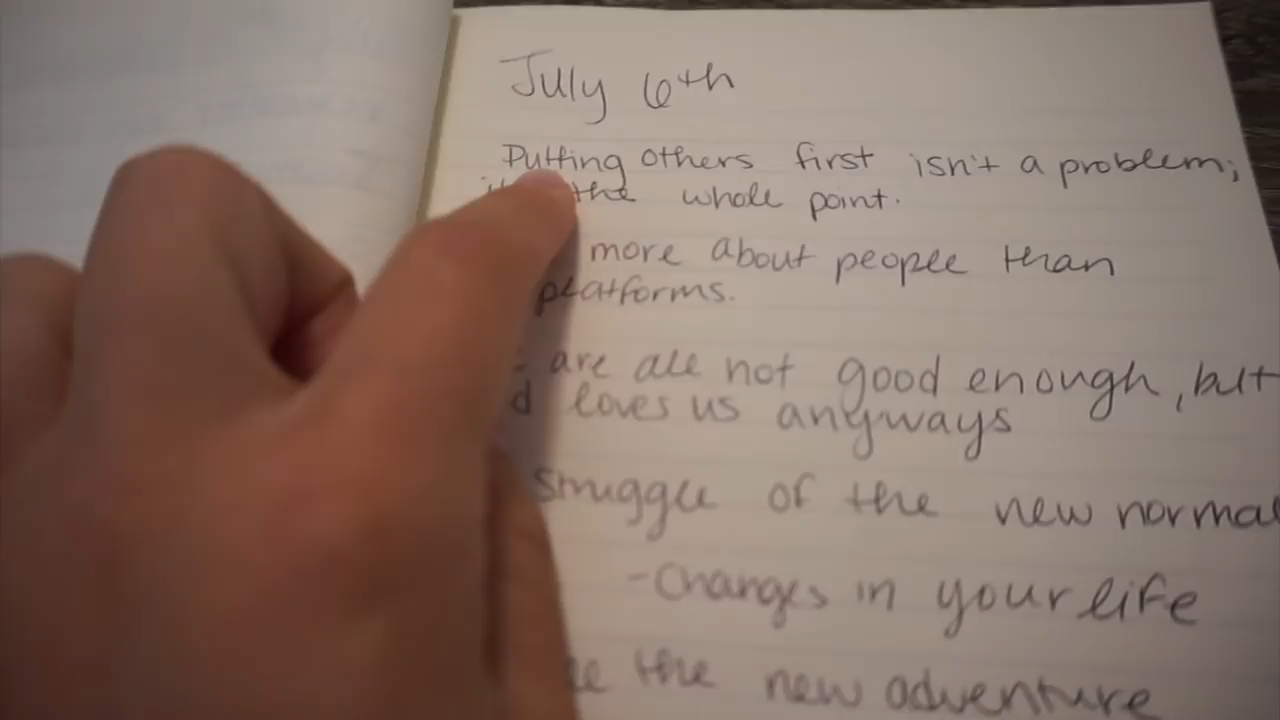 July 6th
Putting others first isn't a problem;
the whole point.
more about people than
platforms.
are all not good enough, but
loves us anyways
struggle of the new normal
-Changes in your life
the new adventure